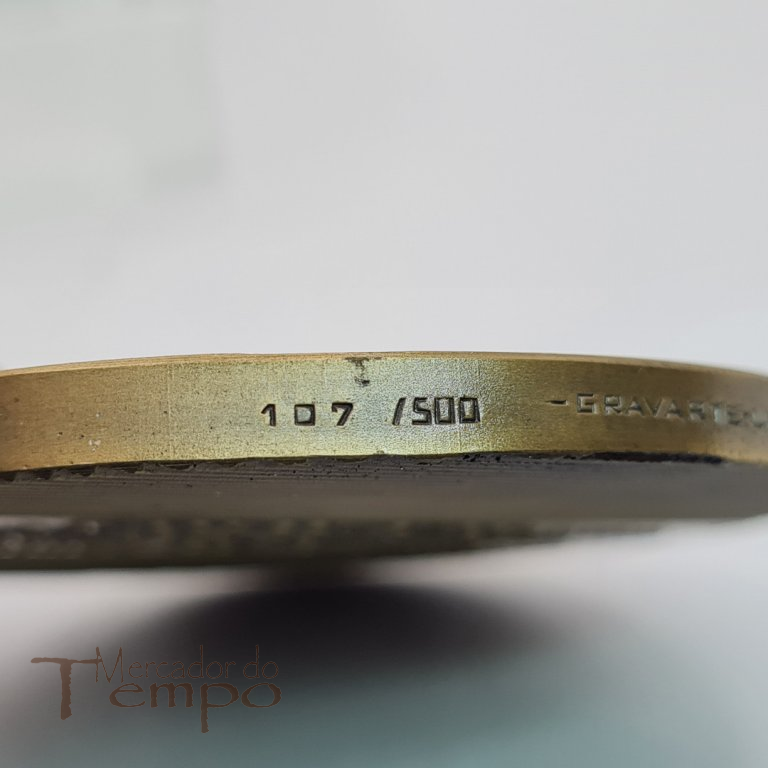 107 /500 -GRAVARTE-
Mercador do
Tempo